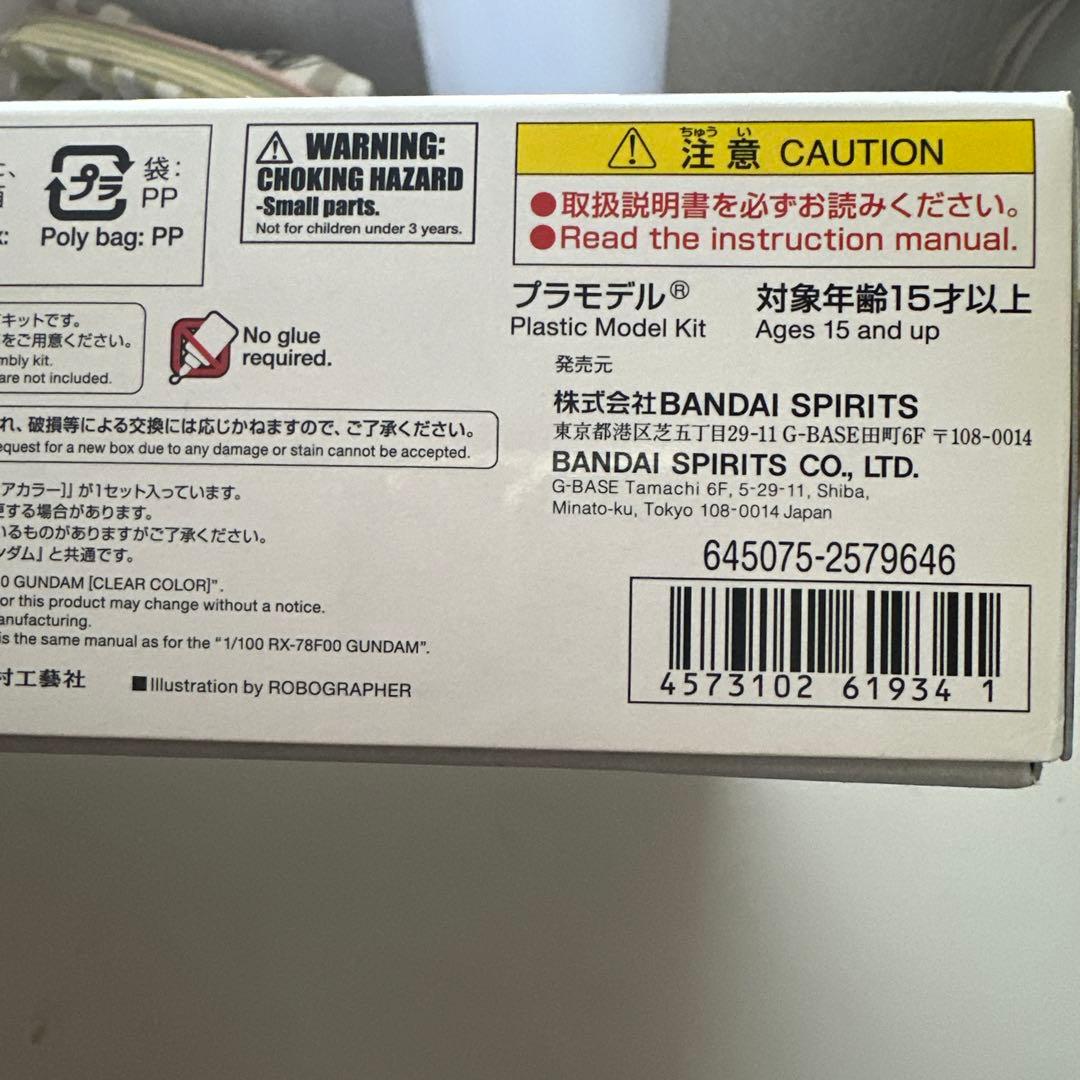 プラ
袋:
PP
Poly bag: PP
WARNING:
CHOKING HAZARD
-Small parts.
Not for children under 3 years.
ちゅう い
注意 CAUTION
●取扱説明書を必ずお読みください。
●Read the instruction manual.
プラモデル® 対象年齢15才以上
Plastic Model Kit Ages 15 and up
キットです。
をご用意ください。
mbly kit.
are not included.
No glue
required.
発売元
株式会社BANDAI SPIRITS
東京都港区芝五丁目29-11 G-BASE田町6F 〒108-0014
BANDAI SPIRITS CO., LTD.
G-BASE Tamachi 6F, 5-29-11, Shiba,
Minato-ku, Tokyo 108-0014 Japan
れ、破損等による交換には応じかねますので、ご了承ください。
equest for a new box due to any damage or stain cannot be accepted.
アカラー]」が1セット入っています。
更する場合があります。
いるものがありますがご了承ください。
ンダム」と共通です。
0 GUNDAM [CLEAR COLOR]".
or this product may change without a notice.
anufacturing.
is the same manual as for the "1/100 RX-78F00 GUNDAM".
村工藝社
■Illustration by ROBOGRAPHER
645075-2579646
4573102 61934 1